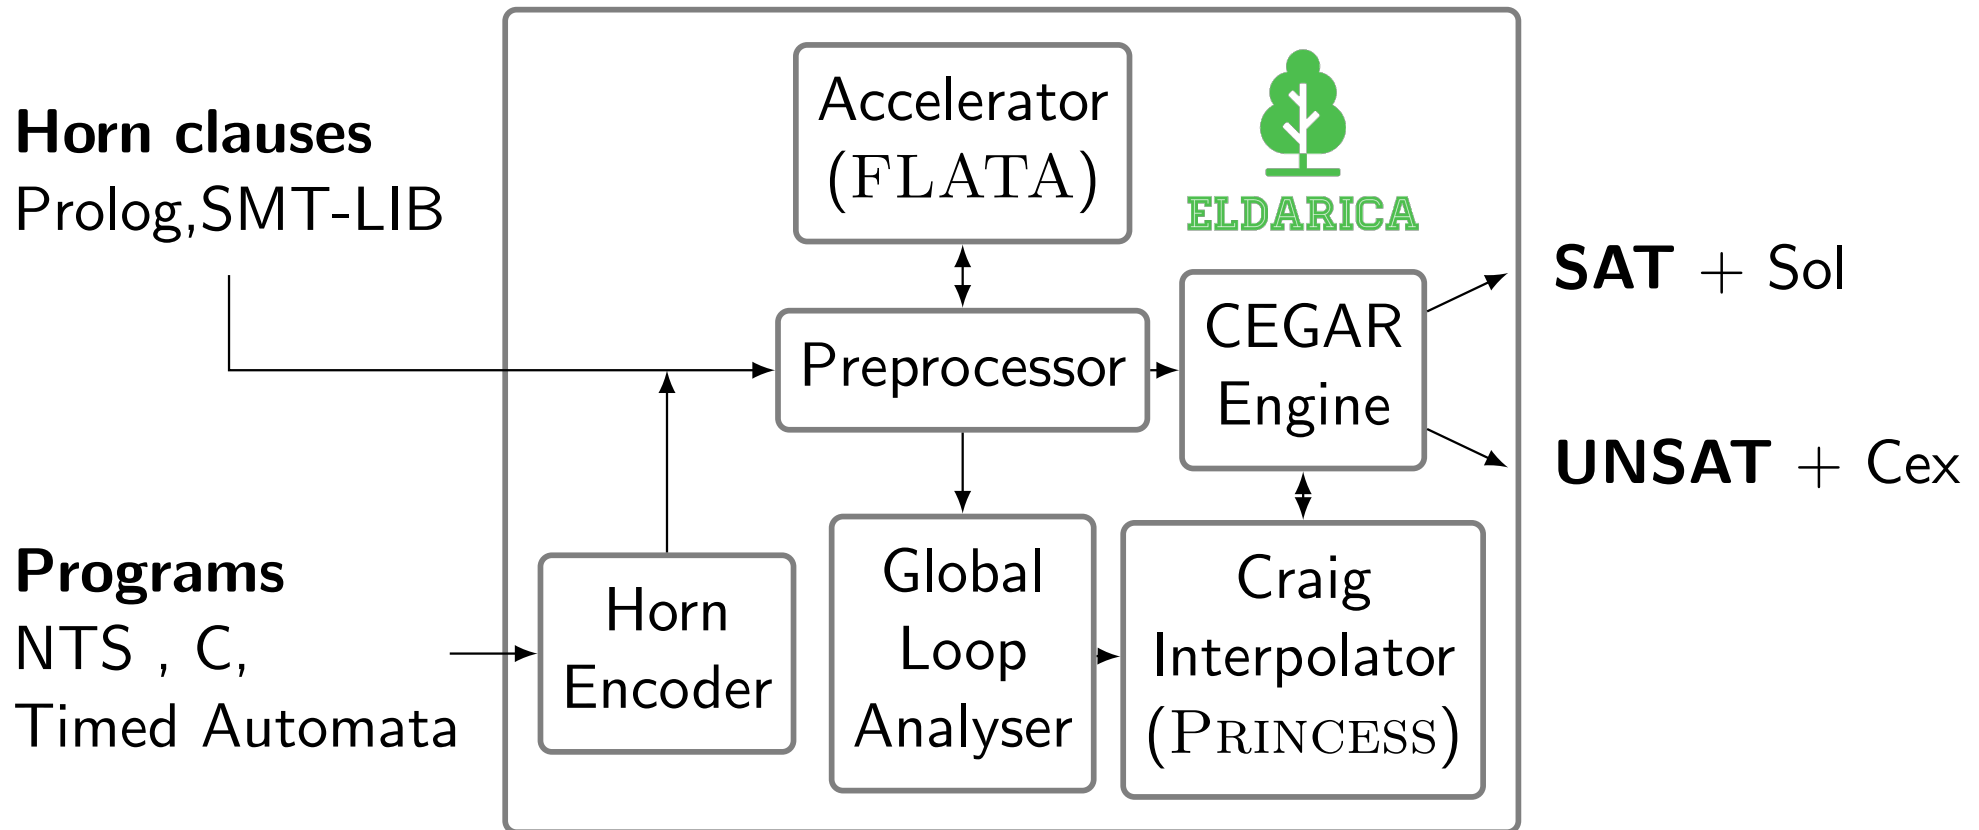 Horn clauses
Prolog,SMT-LIB
Programs
NTS , C,
Timed Automata
Horn
Encoder
Accelerator
(FLATA)
Preprocessor
Global
Loop
Analyser
ELDARICA
CEGAR
Engine
Craig
Interpolator
(PRINCESS)
SAT + Sol
UNSAT + Cex